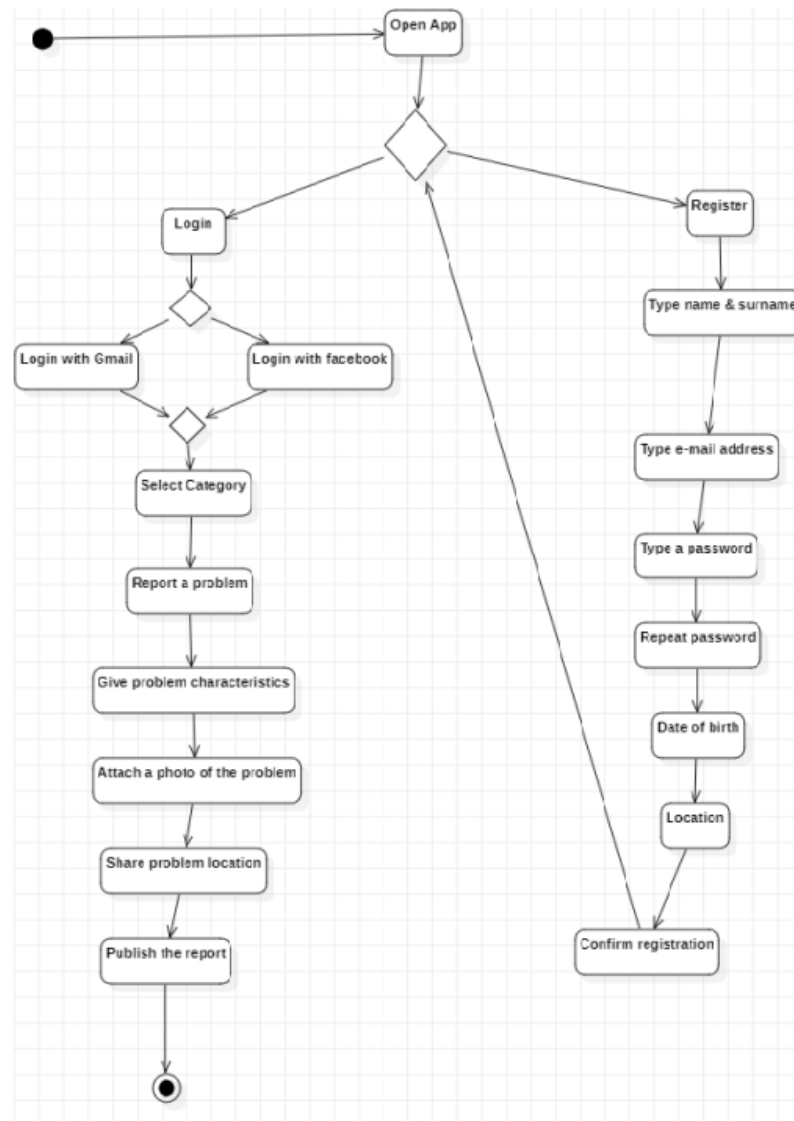 Open App
Login
Register
Type name & surname
Login with Gmail
Login with facebook
Type e-mail address
Select Category
Type a password
Report a problem
Repeat password
Give problem characteristics
Date of birth
Attach a photo of the problem
Location
Share problem location
Publish the report
Confirm registration